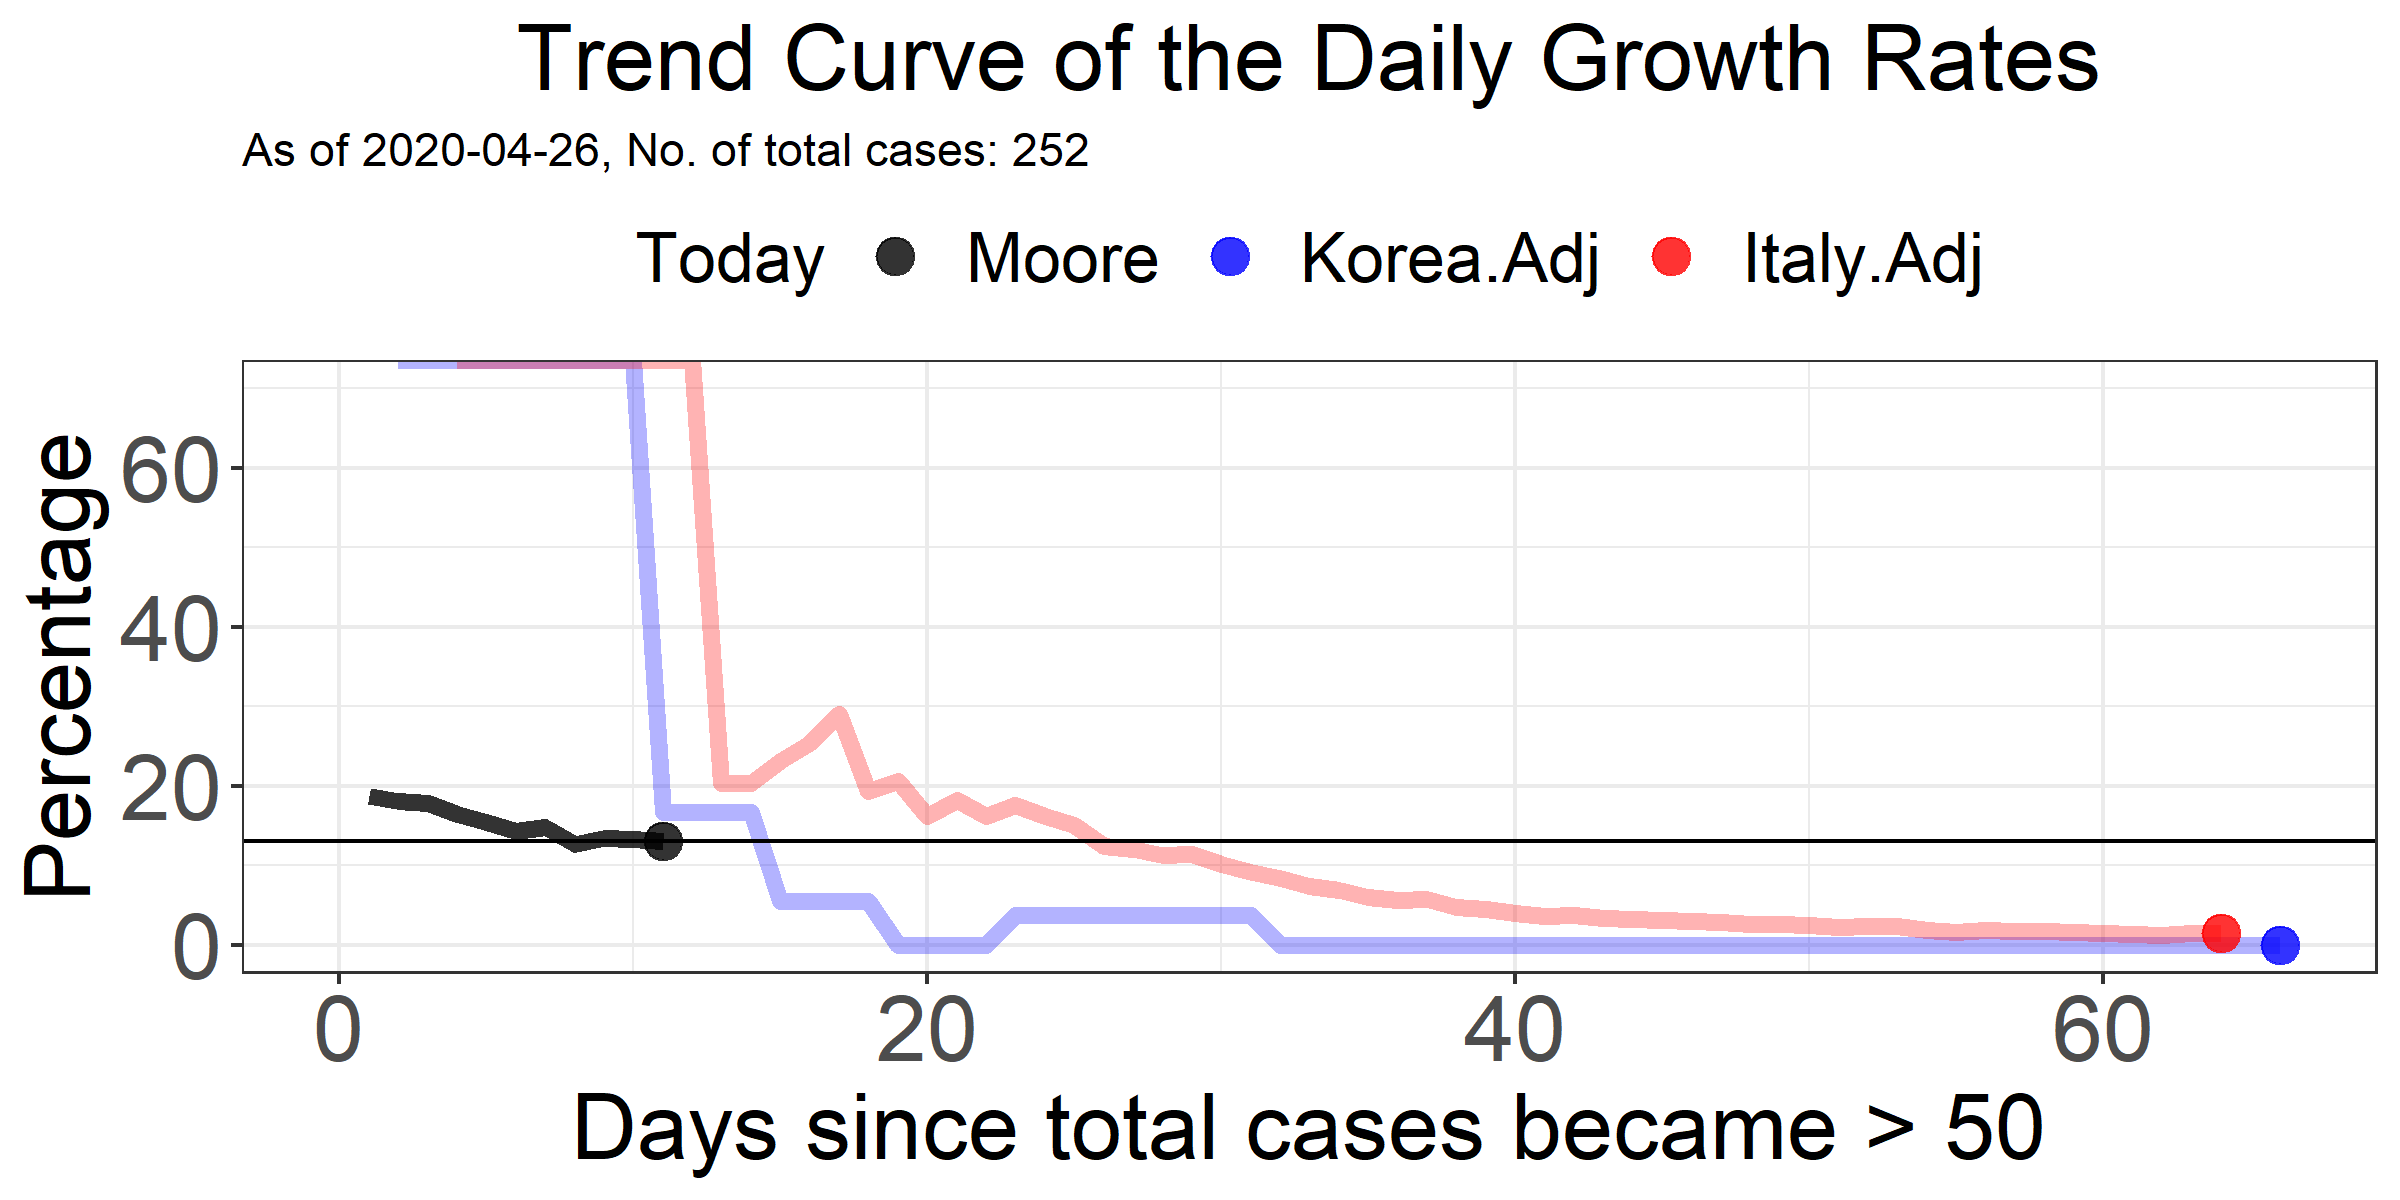 Trend Curve of the Daily Growth Rates
As of 2020-04-26, No. of total cases: 252
Today Moore Korea.Adj Italy.Adj
Percentage
60
40
20
0
0 20 40 60
Days since total cases became > 50